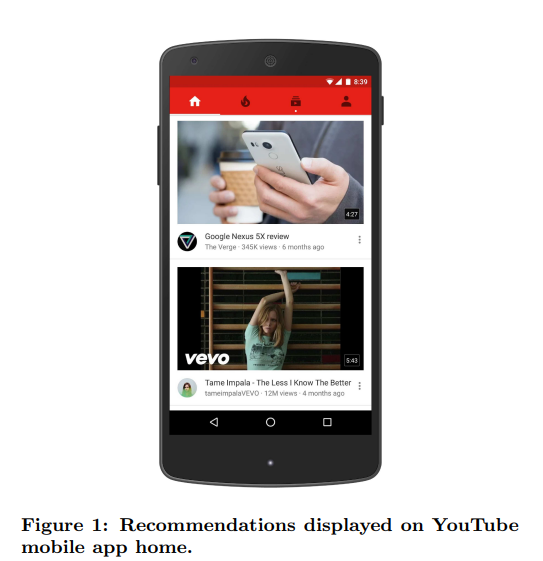 8:39
4:27
Google Nexus 5X review
The Verge · 345K views · 6 months ago
vevo
5:43
Tame Impala - The Less I Know The Better
tameimpalaVEVO · 12M views · 4 months ago
Figure 1: Recommendations displayed on YouTube
mobile app home.